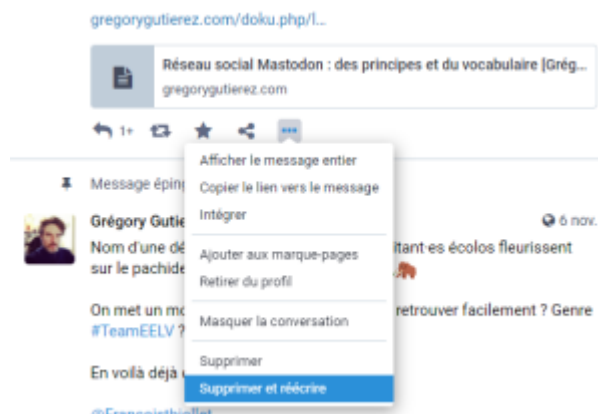 gregorygutierez.com/doku.php/l...
Réseau social Mastodon : des principes et du vocabulaire [Grég...
gregorygutierez.com
1+
Afficher le message entier
Copier le lien vers le message
Intégrer
Ajouter aux marque-pages
Retirer du profil
Masquer la conversation
Supprimer
Supprimer et réécrire
Message éping
Grégory Gutie 6 nov.
Nom d'une dé itant·es écolos fleurissent
sur le pachide
On met un mo retrouver facilement ? Genre
#TeamEELV ?
En voilà déjà